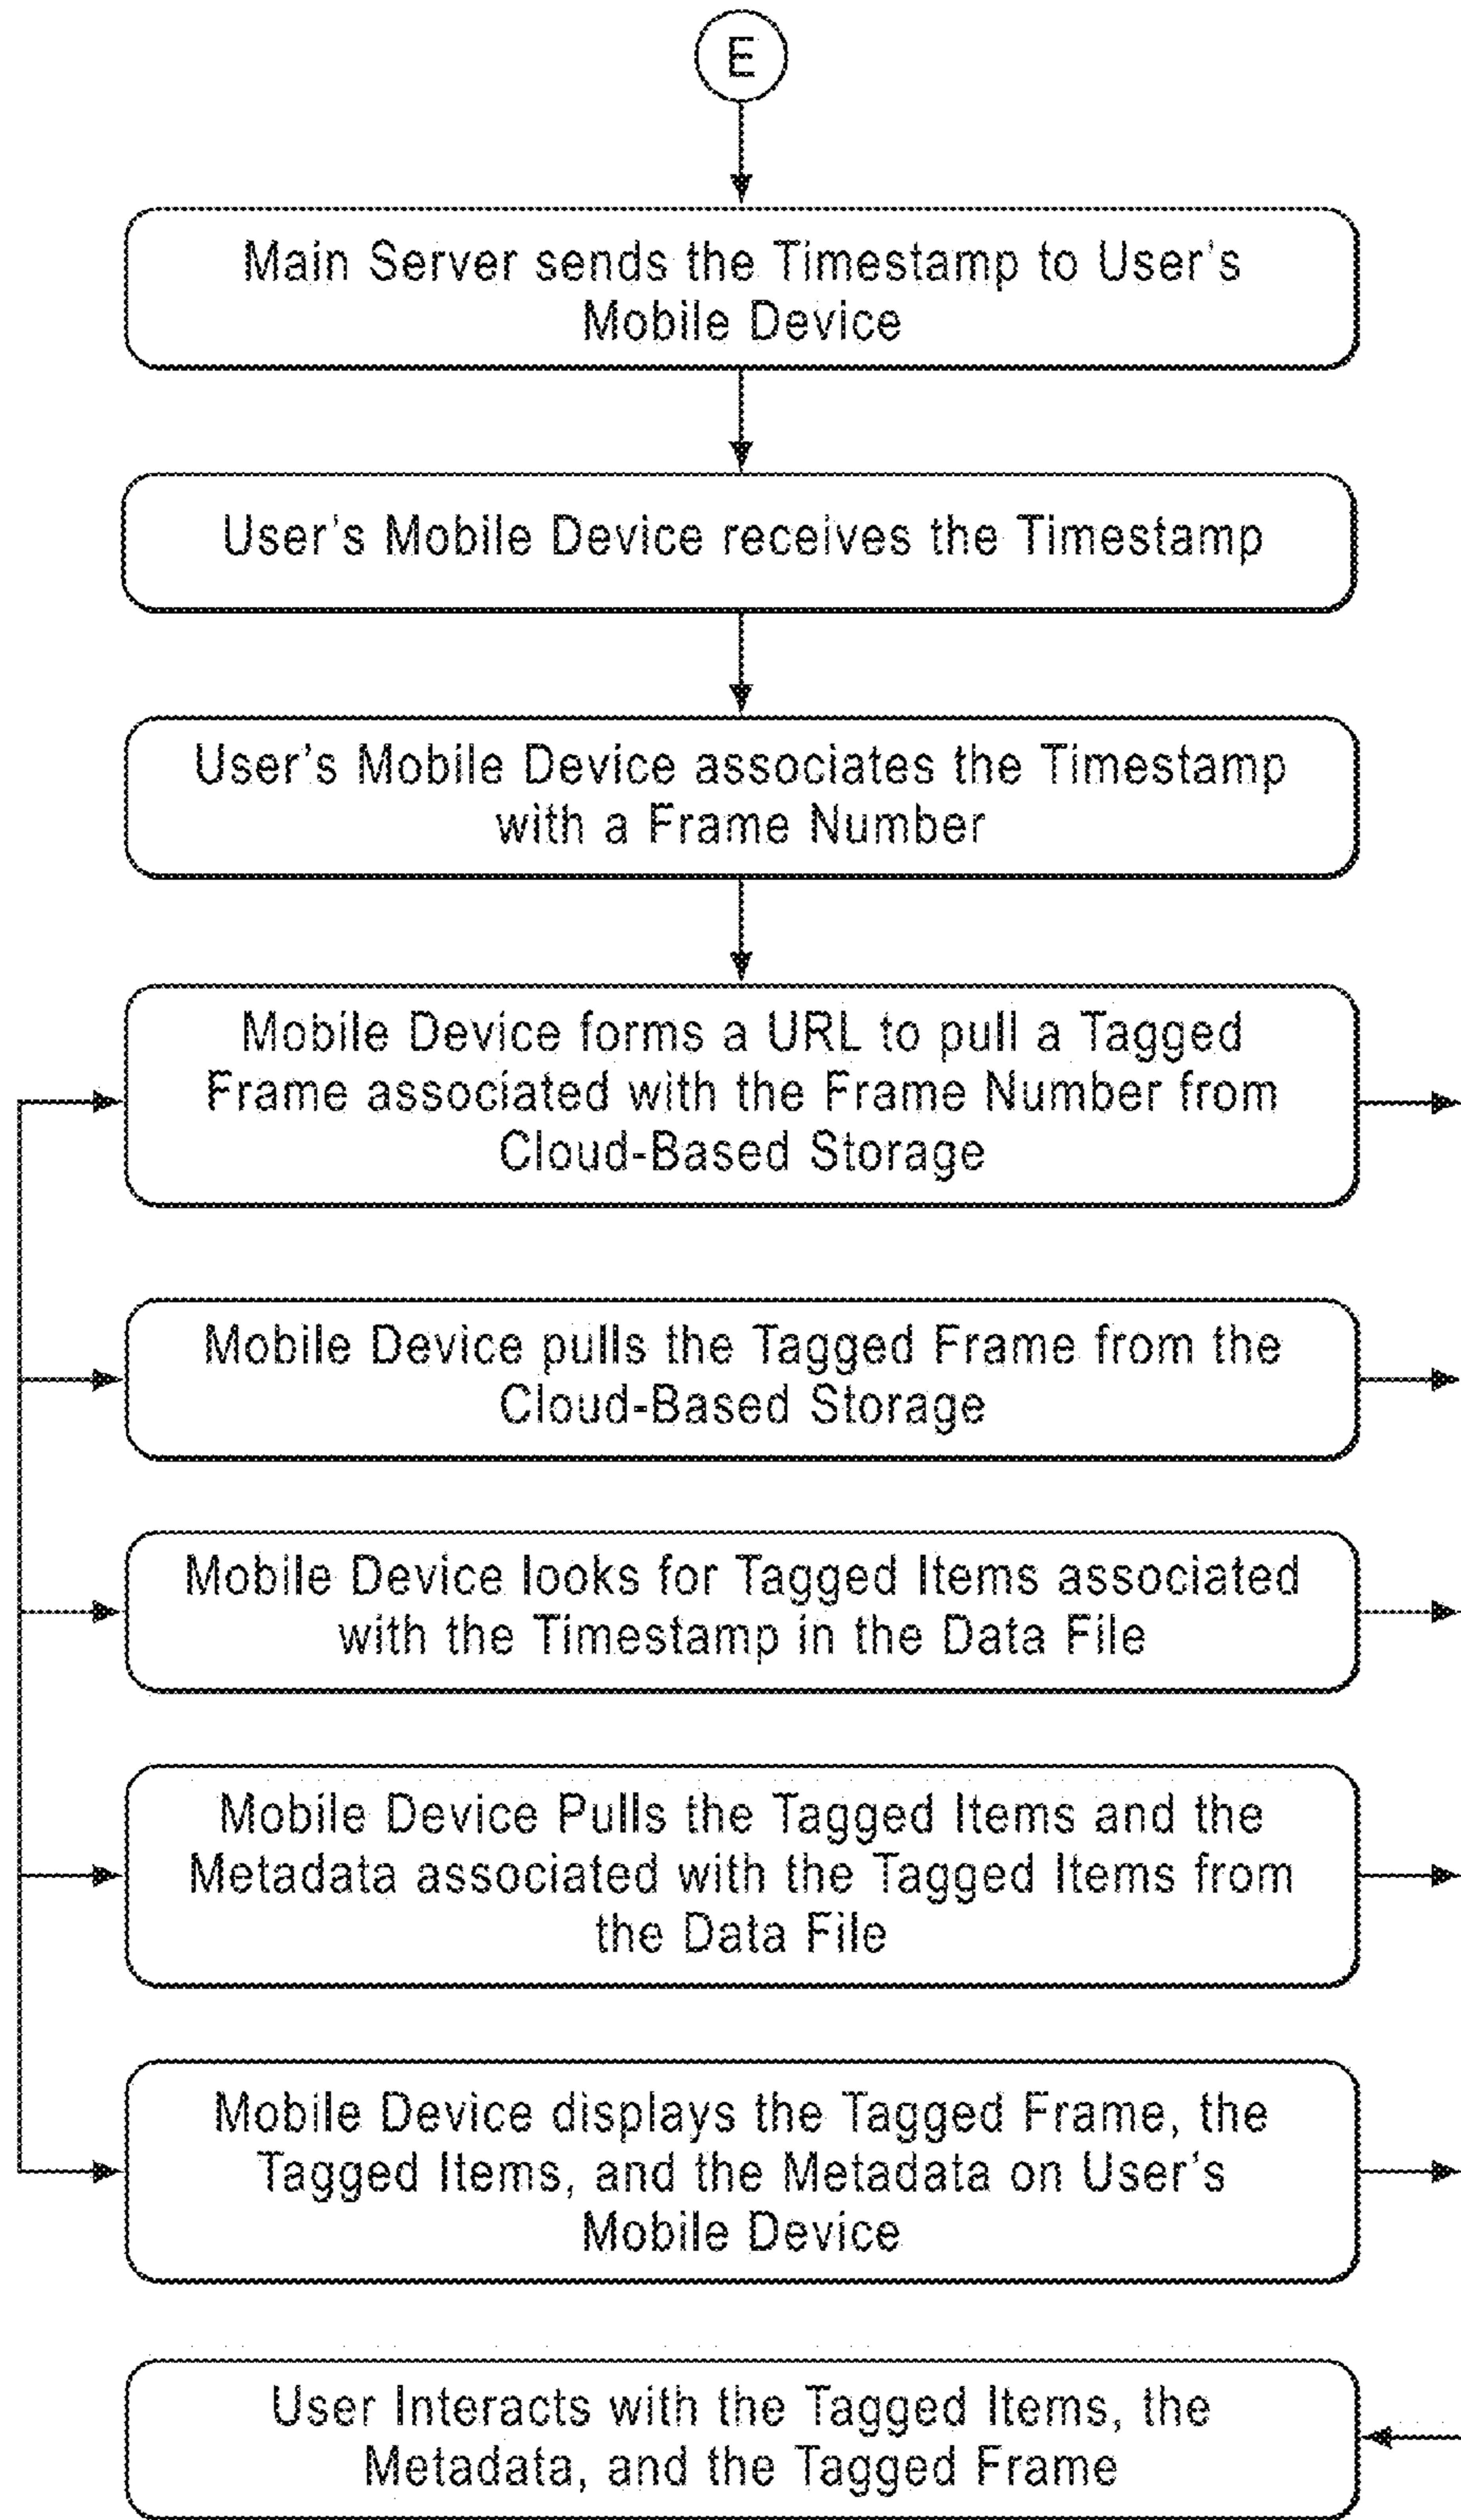 E
Main Server sends the Timestamp to User's
Mobile Device
User's Mobile Device receives the Timestamp
User's Mobile Device associates the Timestamp
with a Frame Number
Mobile Device forms a URL to pull a Tagged
Frame associated with the Frame Number from
Cloud-Based Storage
Mobile Device pulls the Tagged Frame from the
Cloud-Based Storage
Mobile Device looks for Tagged Items associated
with the Timestamp in the Data File
Mobile Device Pulls the Tagged Items and the
Metadata associated with the Tagged Items from
the Data File
Mobile Device displays the Tagged Frame, the
Tagged Items, and the Metadata on User's
Mobile Device
User Interacts with the Tagged Items, the
Metadata, and the Tagged Frame